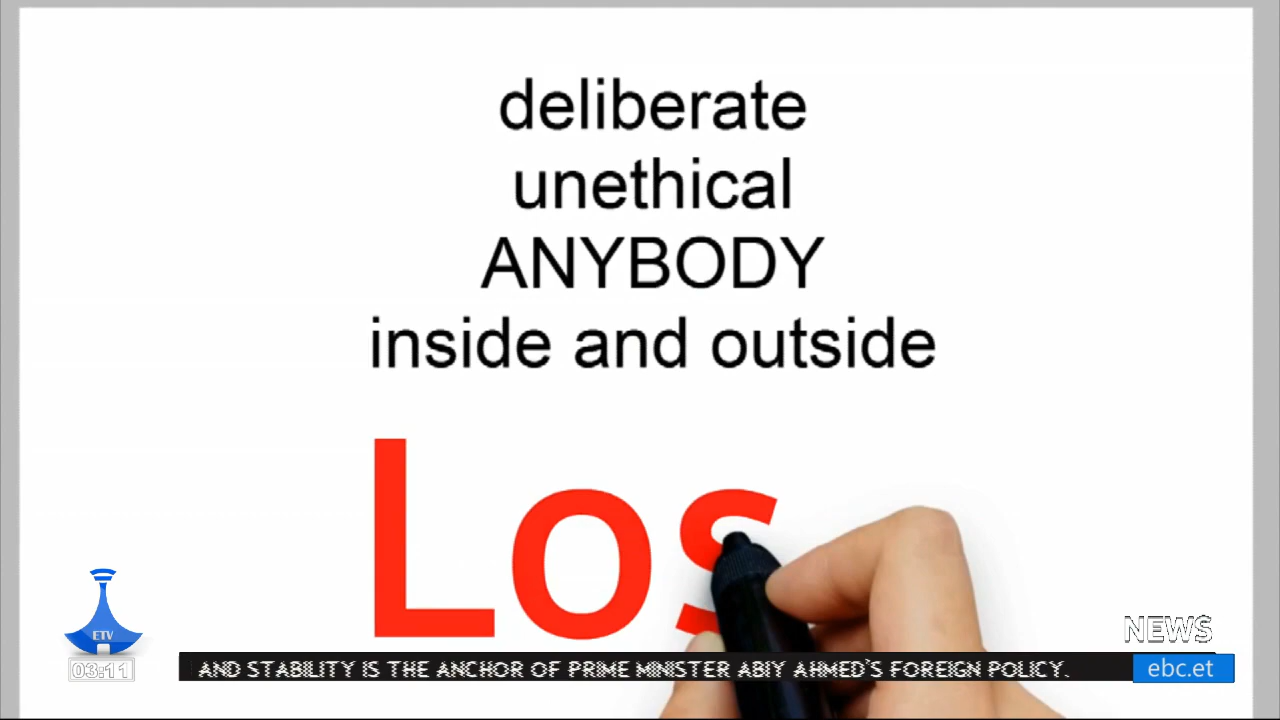 deliberate
unethical
ANYBODY
inside and outside
Los
NEWS
ETV
03:11
AND STABILITY IS THE ANCHOR OF PRIME MINISTER ABIY AHMED'S FOREIGN POLICY.
ebc.et